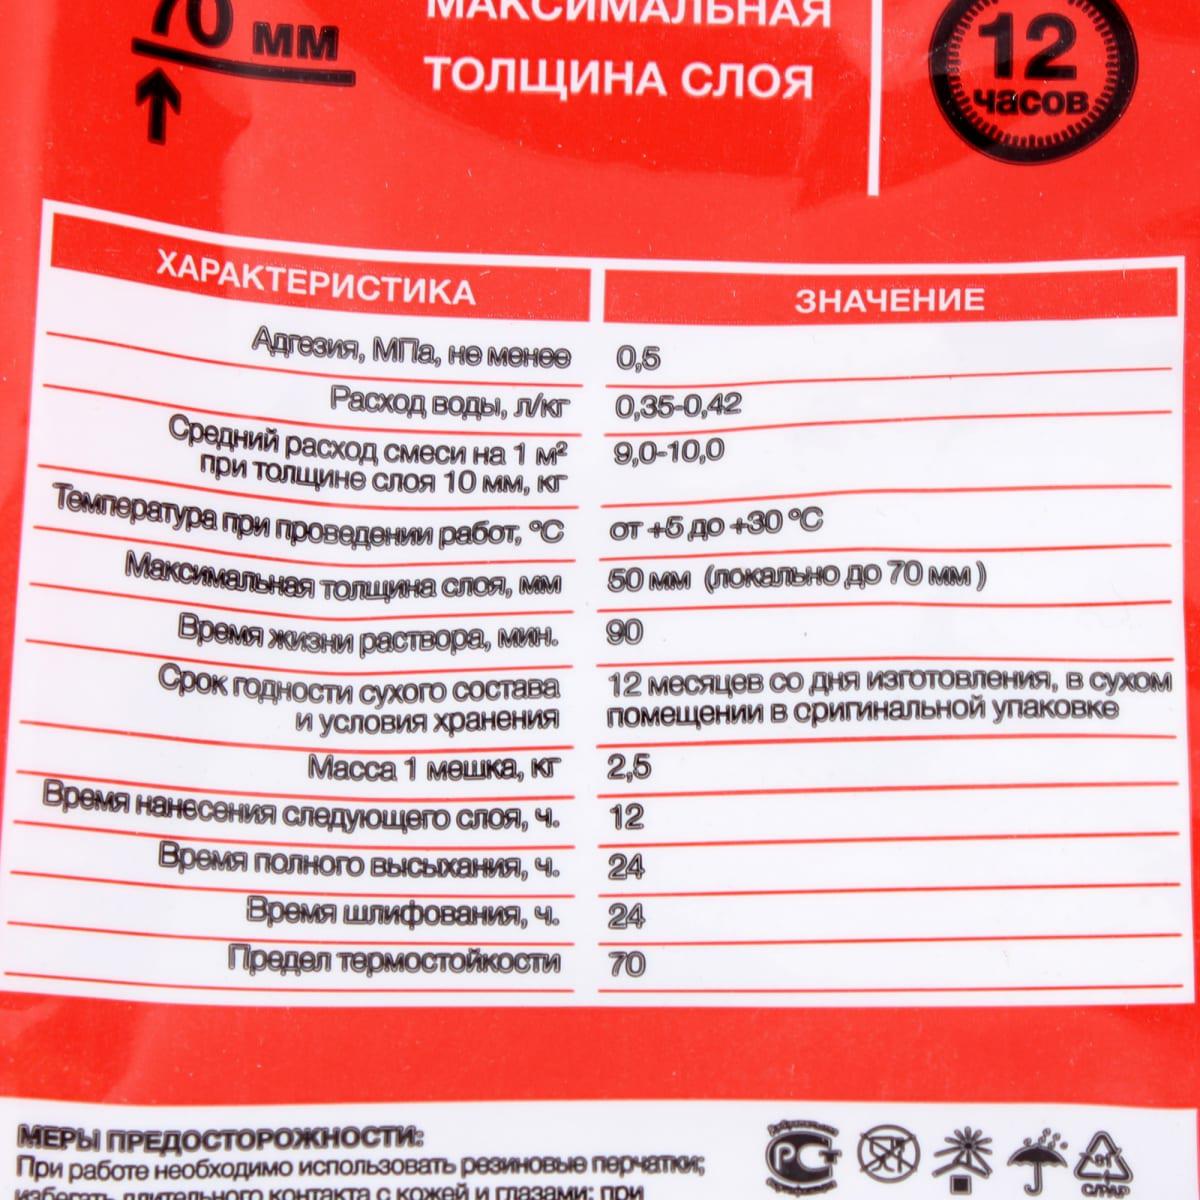 70 мм
МАКСИМАЛЬНАЯ
ТОЛЩИНА СЛОЯ
12
часов
ХАРАКТЕРИСТИКА ЗНАЧЕНИЕ
Адгезия, МПа, не менее 0,5
Расход воды, л/кг 0,35-0,42
Средний расход смеси на 1 м² 9,0-10,0
при толщине слоя 10 мм, кг
Температура при проведении работ, °С от +5 до +30 °С
Максимальная толщина слоя, мм 50 мм (локально до 70 мм )
Время жизни раствора, мин. 90
Срок годности сухого состава 12 месяцев со дня изготовления, в сухом
и условия хранения помещении в оригинальной упаковке
Масса 1 мешка, кг 2,5
Время нанесения следующего слоя, ч. 12
Время полного высыхания, ч. 24
Время шлифования, ч. 24
Предел термостойкости 70
МЕРЫ ПРЕДОСТОРОЖНОСТИ:
При работе необходимо использовать резиновые перчатки;
избегать длительного контакта с кожей и глазами; при
РСТ
81
C/PAP